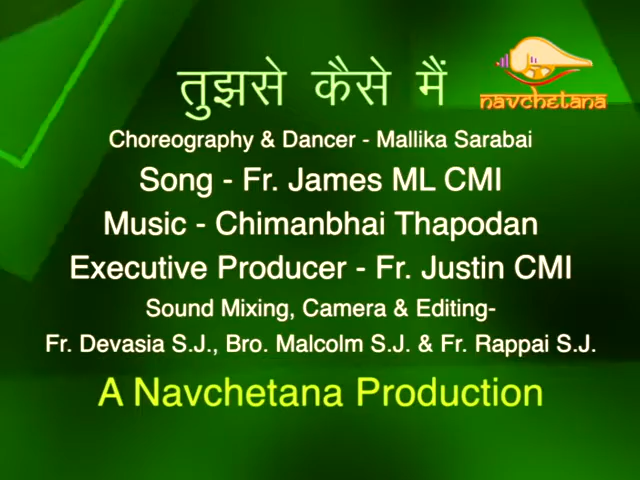 तुझसे कैसे मैं
navchetana
Choreography & Dancer - Mallika Sarabai
Song - Fr. James ML CMI
Music - Chimanbhai Thapodan
Executive Producer - Fr. Justin CMI
Sound Mixing, Camera & Editing-
Fr. Devasia S.J., Bro. Malcolm S.J. & Fr. Rappai S.J.
A Navchetana Production